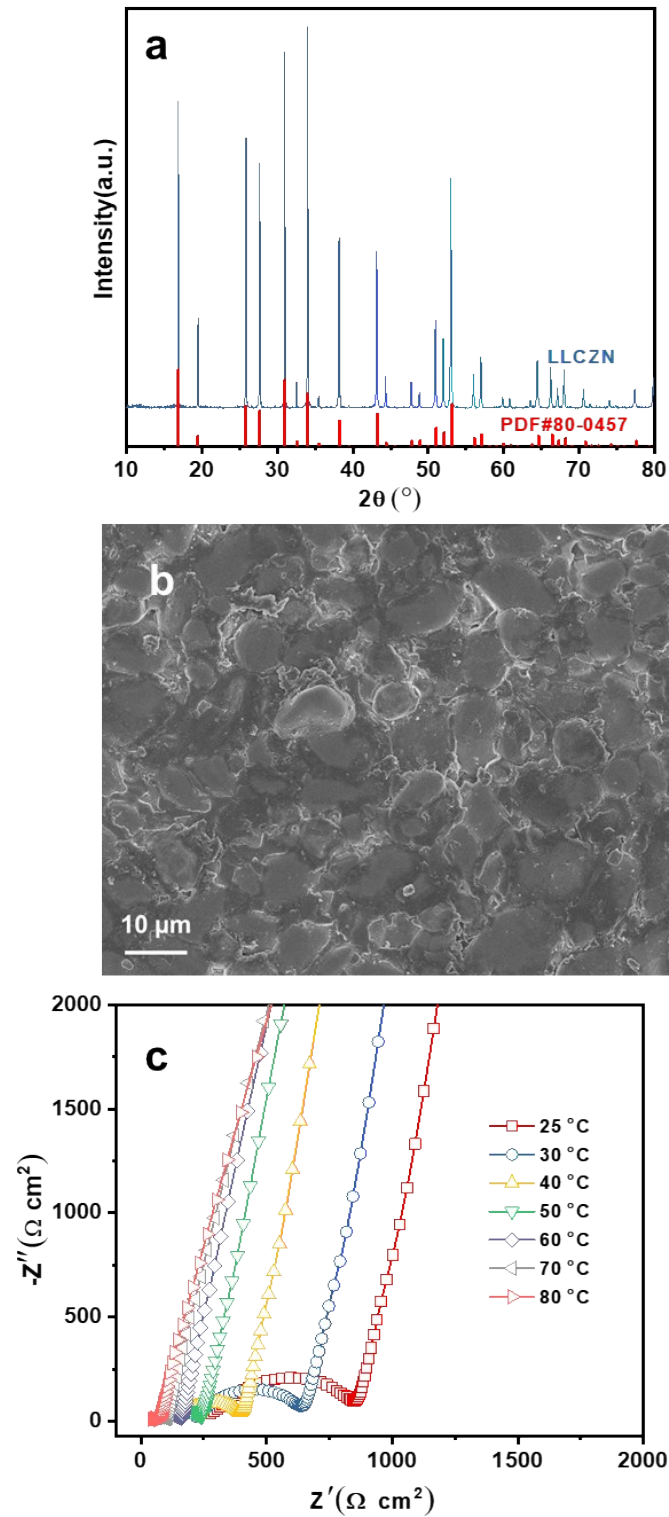 a
Intensity(a.u.)
LLCZN
PDF#80-0457
10 20 30 40 50 60 70 80
2θ (°)
b
10 μm
c
2000
1500
1000
500
0
-Z″(Ω cm²)
25 °C
30 °C
40 °C
50 °C
60 °C
70 °C
80 °C
0 500 1000 1500 2000
Z′(Ω cm²)